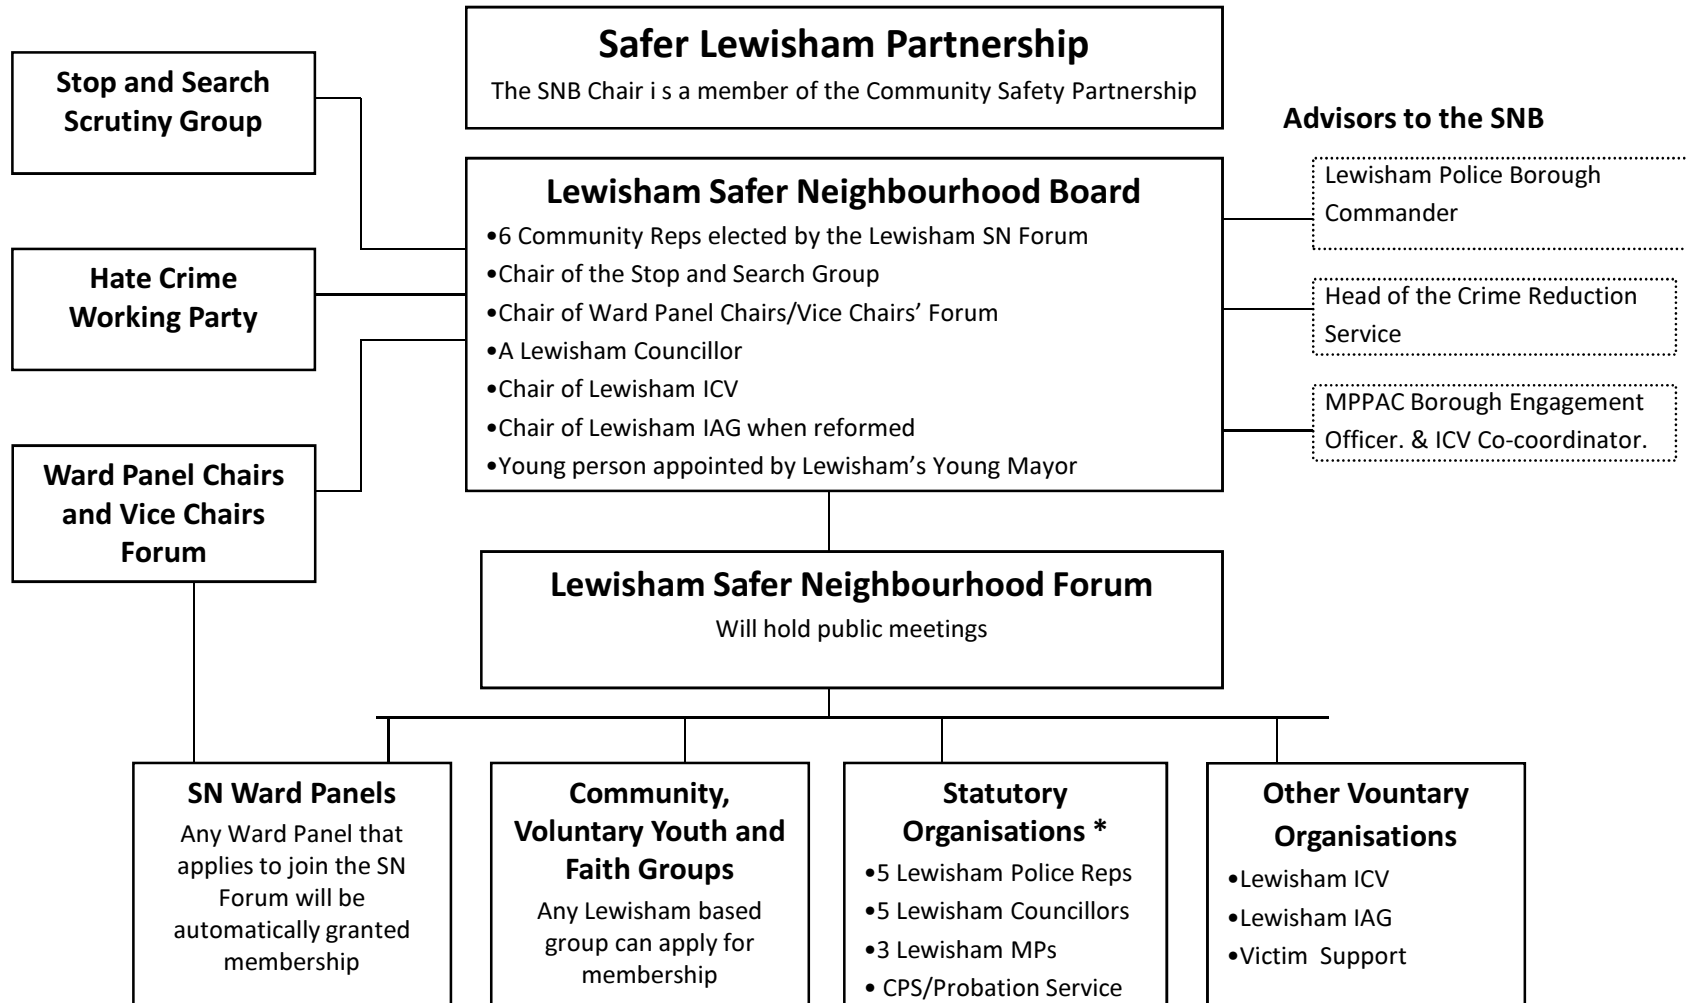 Safer Lewisham Partnership
The SNB Chair i s a member of the Community Safety Partnership
Stop and Search
Scrutiny Group
Advisors to the SNB
Lewisham Police Borough
Commander
Lewisham Safer Neighbourhood Board
•6 Community Reps elected by the Lewisham SN Forum
•Chair of the Stop and Search Group
•Chair of Ward Panel Chairs/Vice Chairs’ Forum
•A Lewisham Councillor
•Chair of Lewisham ICV
•Chair of Lewisham IAG when reformed
•Young person appointed by Lewisham’s Young Mayor
Hate Crime
Working Party
Head of the Crime Reduction
Service
MPPAC Borough Engagement
Officer. & ICV Co-coordinator.
Ward Panel Chairs
and Vice Chairs
Forum
Lewisham Safer Neighbourhood Forum
Will hold public meetings
SN Ward Panels
Any Ward Panel that
applies to join the SN
Forum will be
automatically granted
membership
Community,
Voluntary Youth and
Faith Groups
Any Lewisham based
group can apply for
membership
Statutory
Organisations *
•5 Lewisham Police Reps
•5 Lewisham Councillors
•3 Lewisham MPs
• CPS/Probation Service
Other Vountary
Organisations
•Lewisham ICV
•Lewisham IAG
•Victim  Support